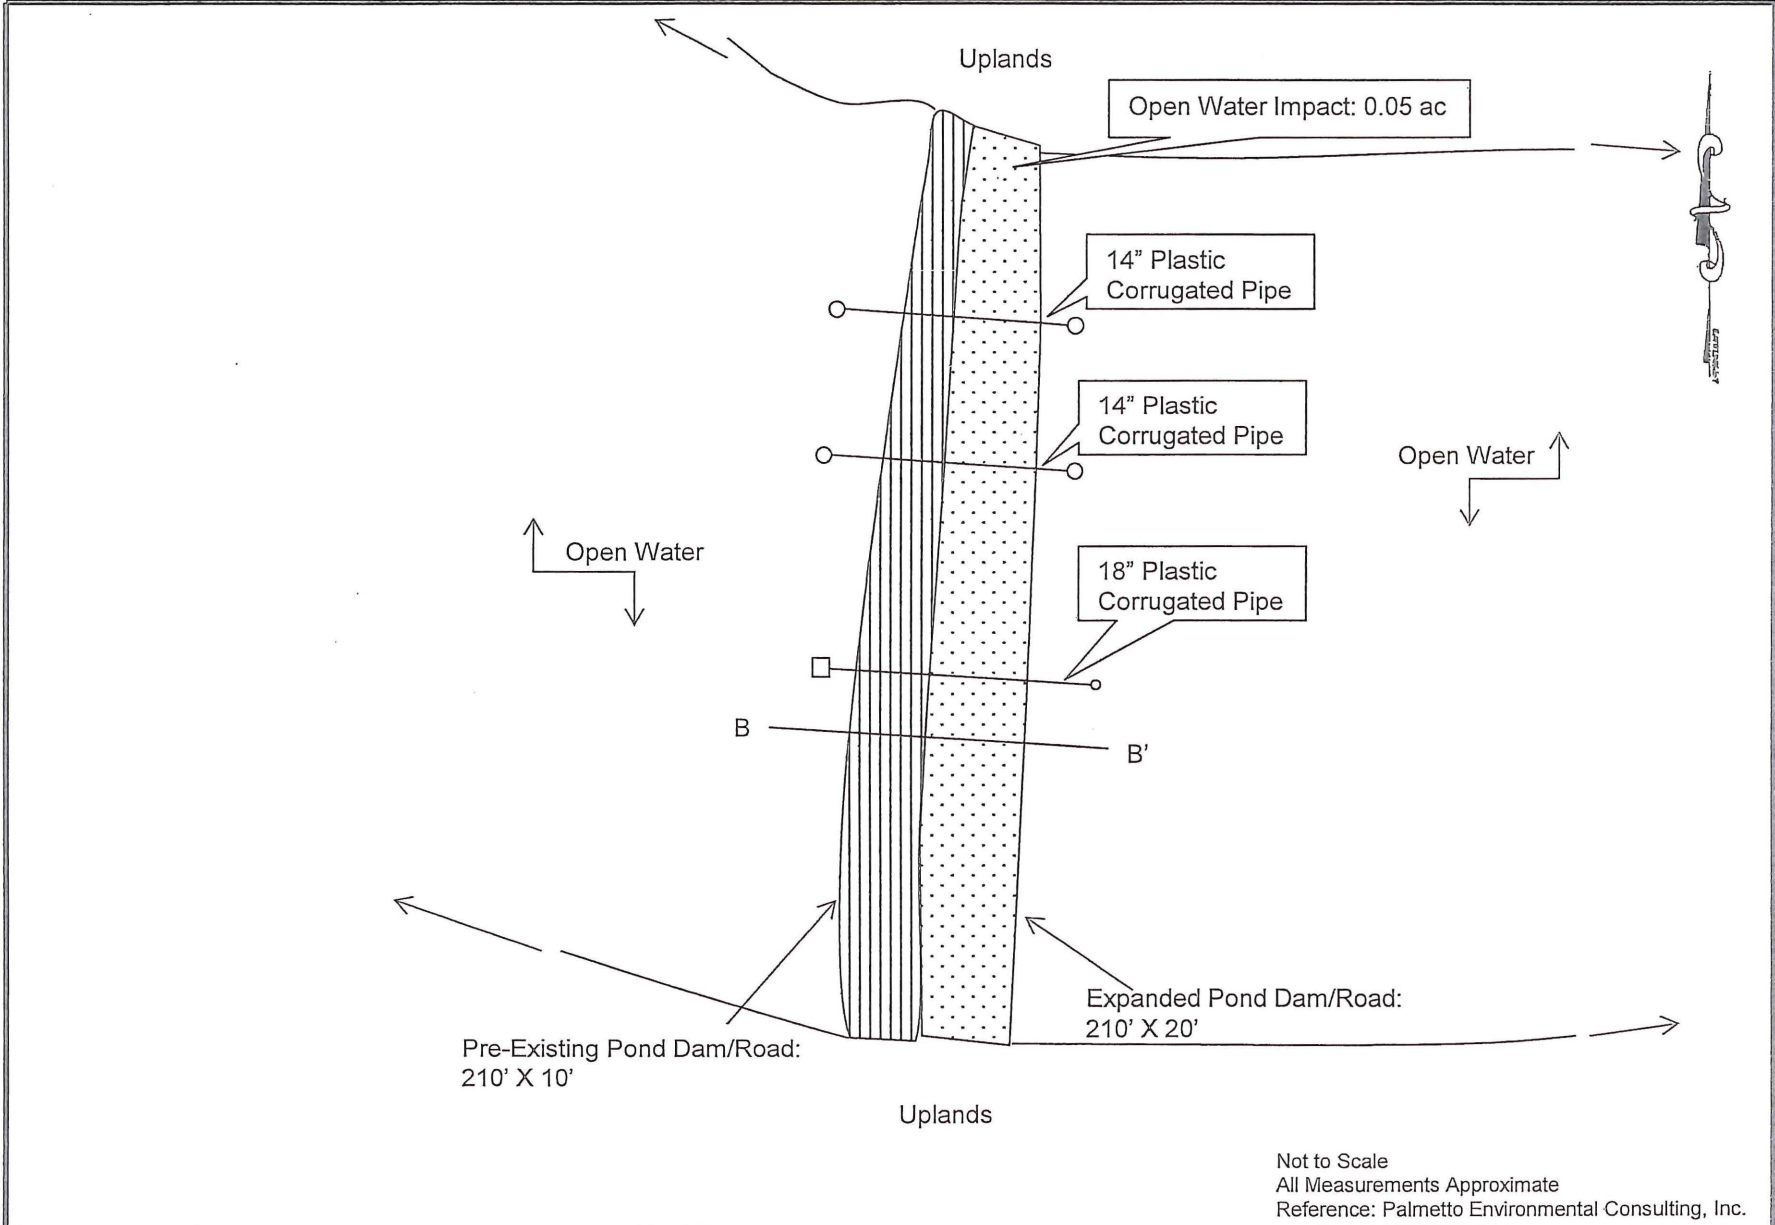 Uplands
Open Water Impact: 0.05 ac
14” Plastic
Corrugated Pipe
14” Plastic
Corrugated Pipe
Open Water
Open Water
18” Plastic
Corrugated Pipe
B
B'
Expanded Pond Dam/Road:
210' X 20'
Pre-Existing Pond Dam/Road:
210' X 10'
Uplands
Not to Scale
All Measurements Approximate
Reference: Palmetto Environmental Consulting, Inc.